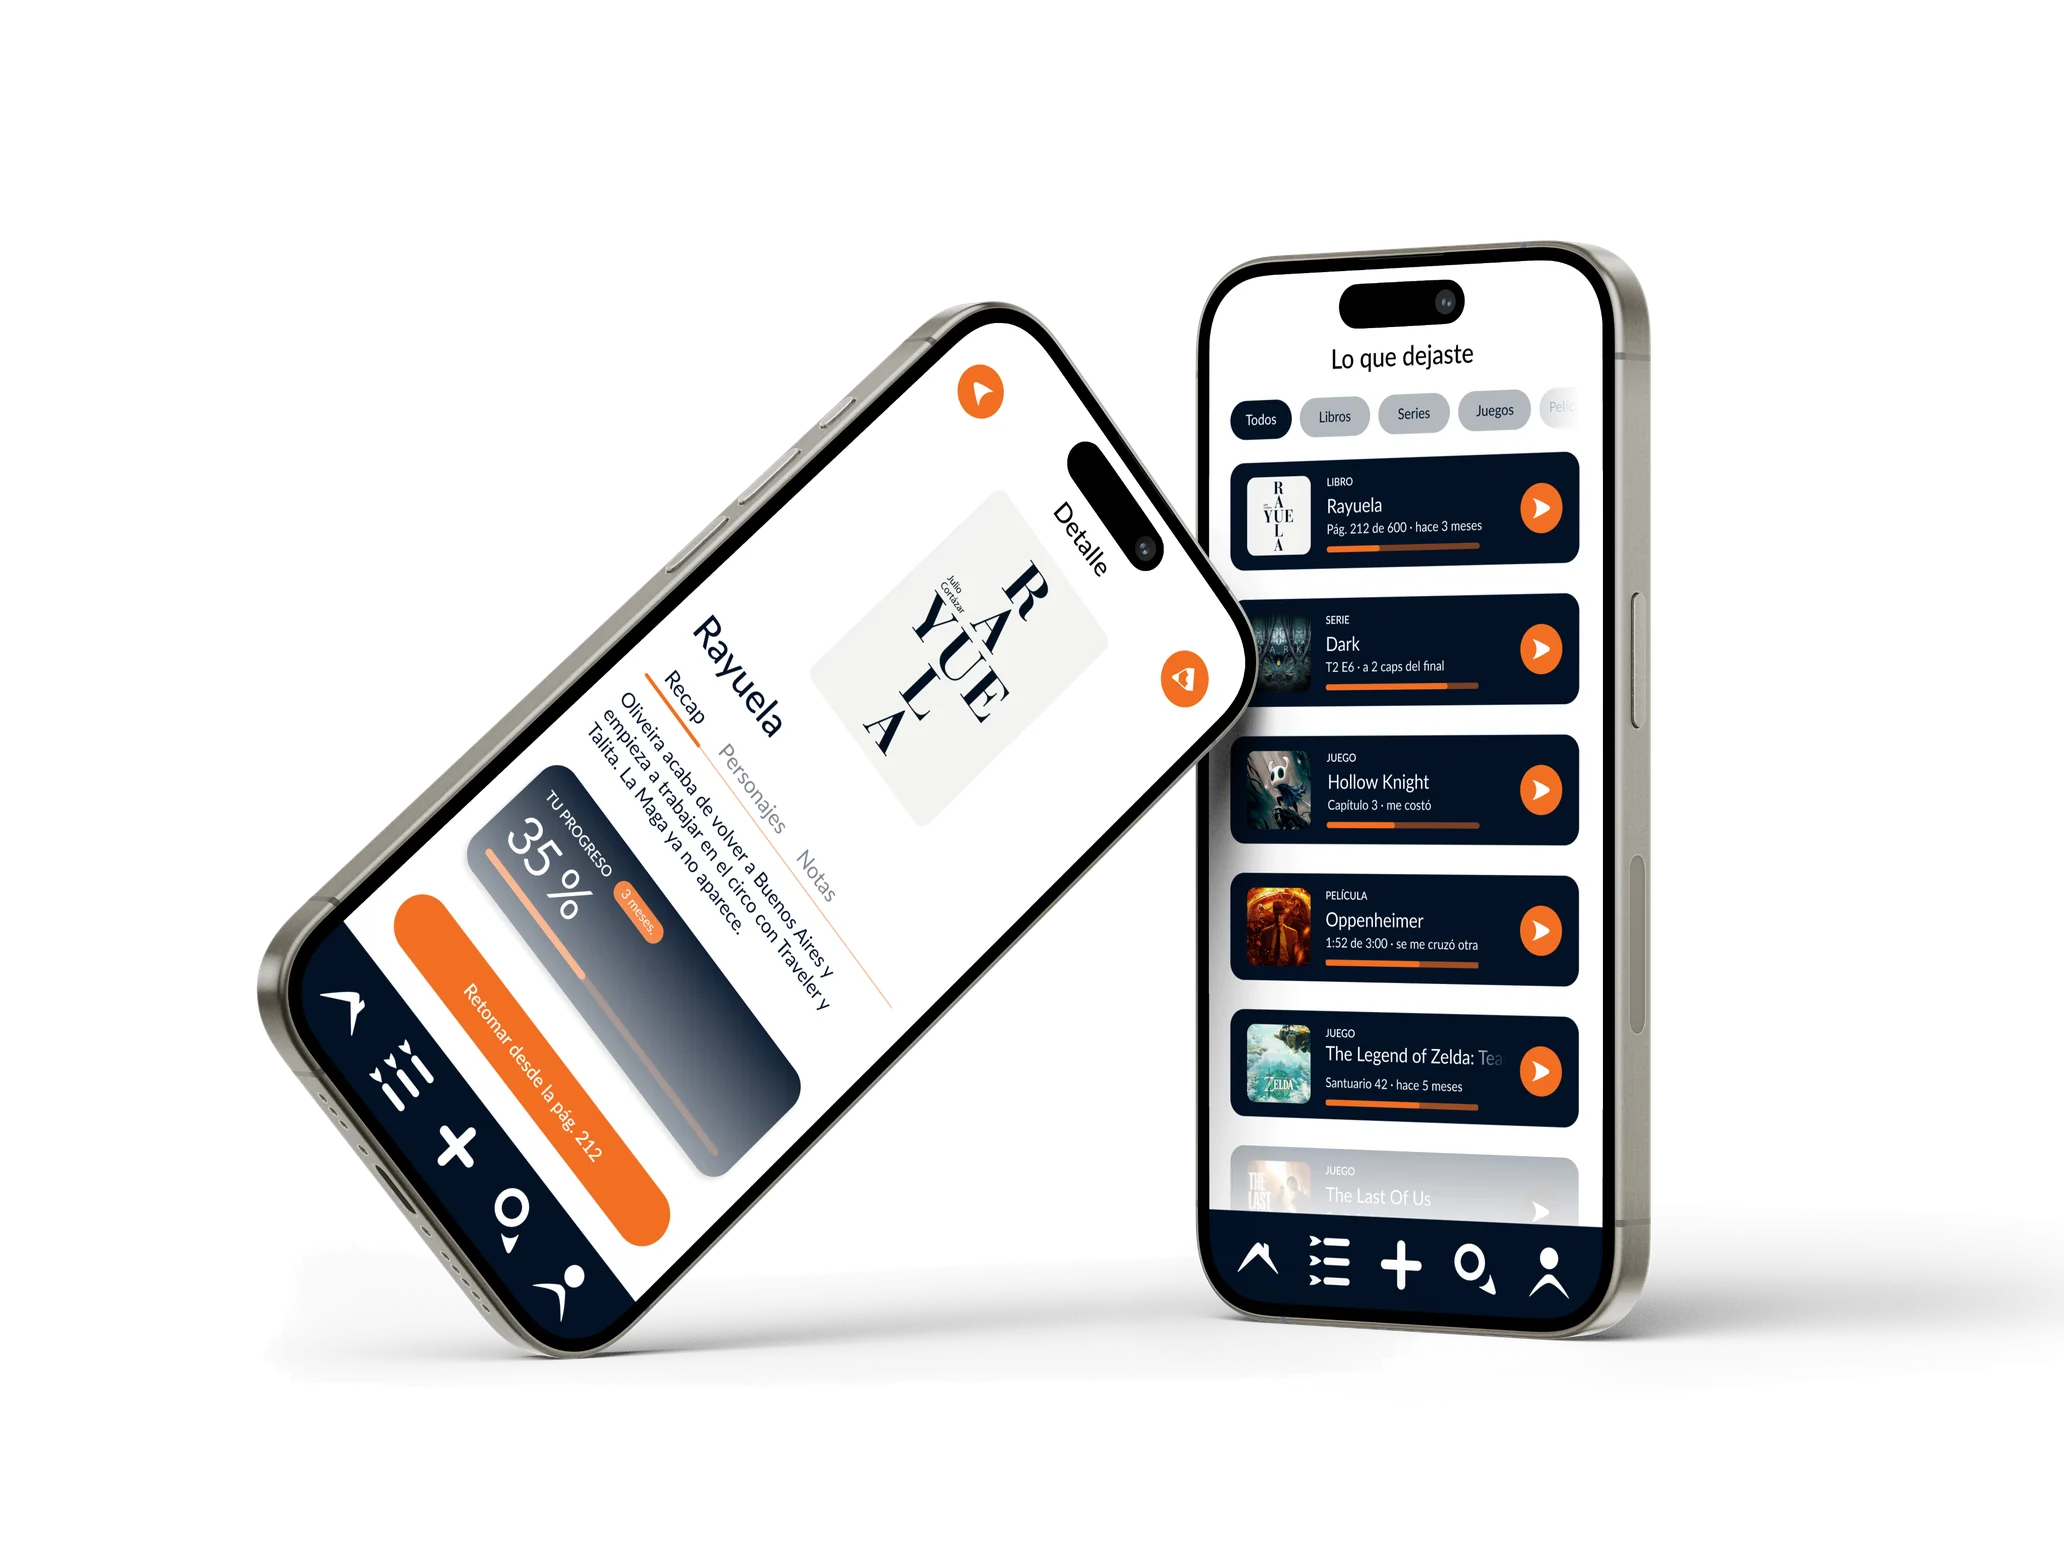 Detalle
Julio
Cortázar
R
A
YUE
L
A
Rayuela
Recap Personajes Notas
Oliveira acaba de volver a Buenos Aires y
empieza a trabajar en el circo con Traveler y
Talita. La Maga ya no aparece.
TU PROGRESO
35 %
3 meses.
Retomar desde la pág. 212
Lo que dejaste
Todos Libros Series Juegos
R
A
YUE
L
A
LIBRO
Rayuela
Pág. 212 de 600 · hace 3 meses
DARK
SERIE
Dark
T2 E6 · a 2 caps del final
JUEGO
Hollow Knight
Capítulo 3 · me costó
PELÍCULA
Oppenheimer
1:52 de 3:00 · se me cruzó otra
ZELDA
JUEGO
The Legend of Zelda: Tea
Santuario 42 · hace 5 meses
THE
LAST
JUEGO
The Last Of Us